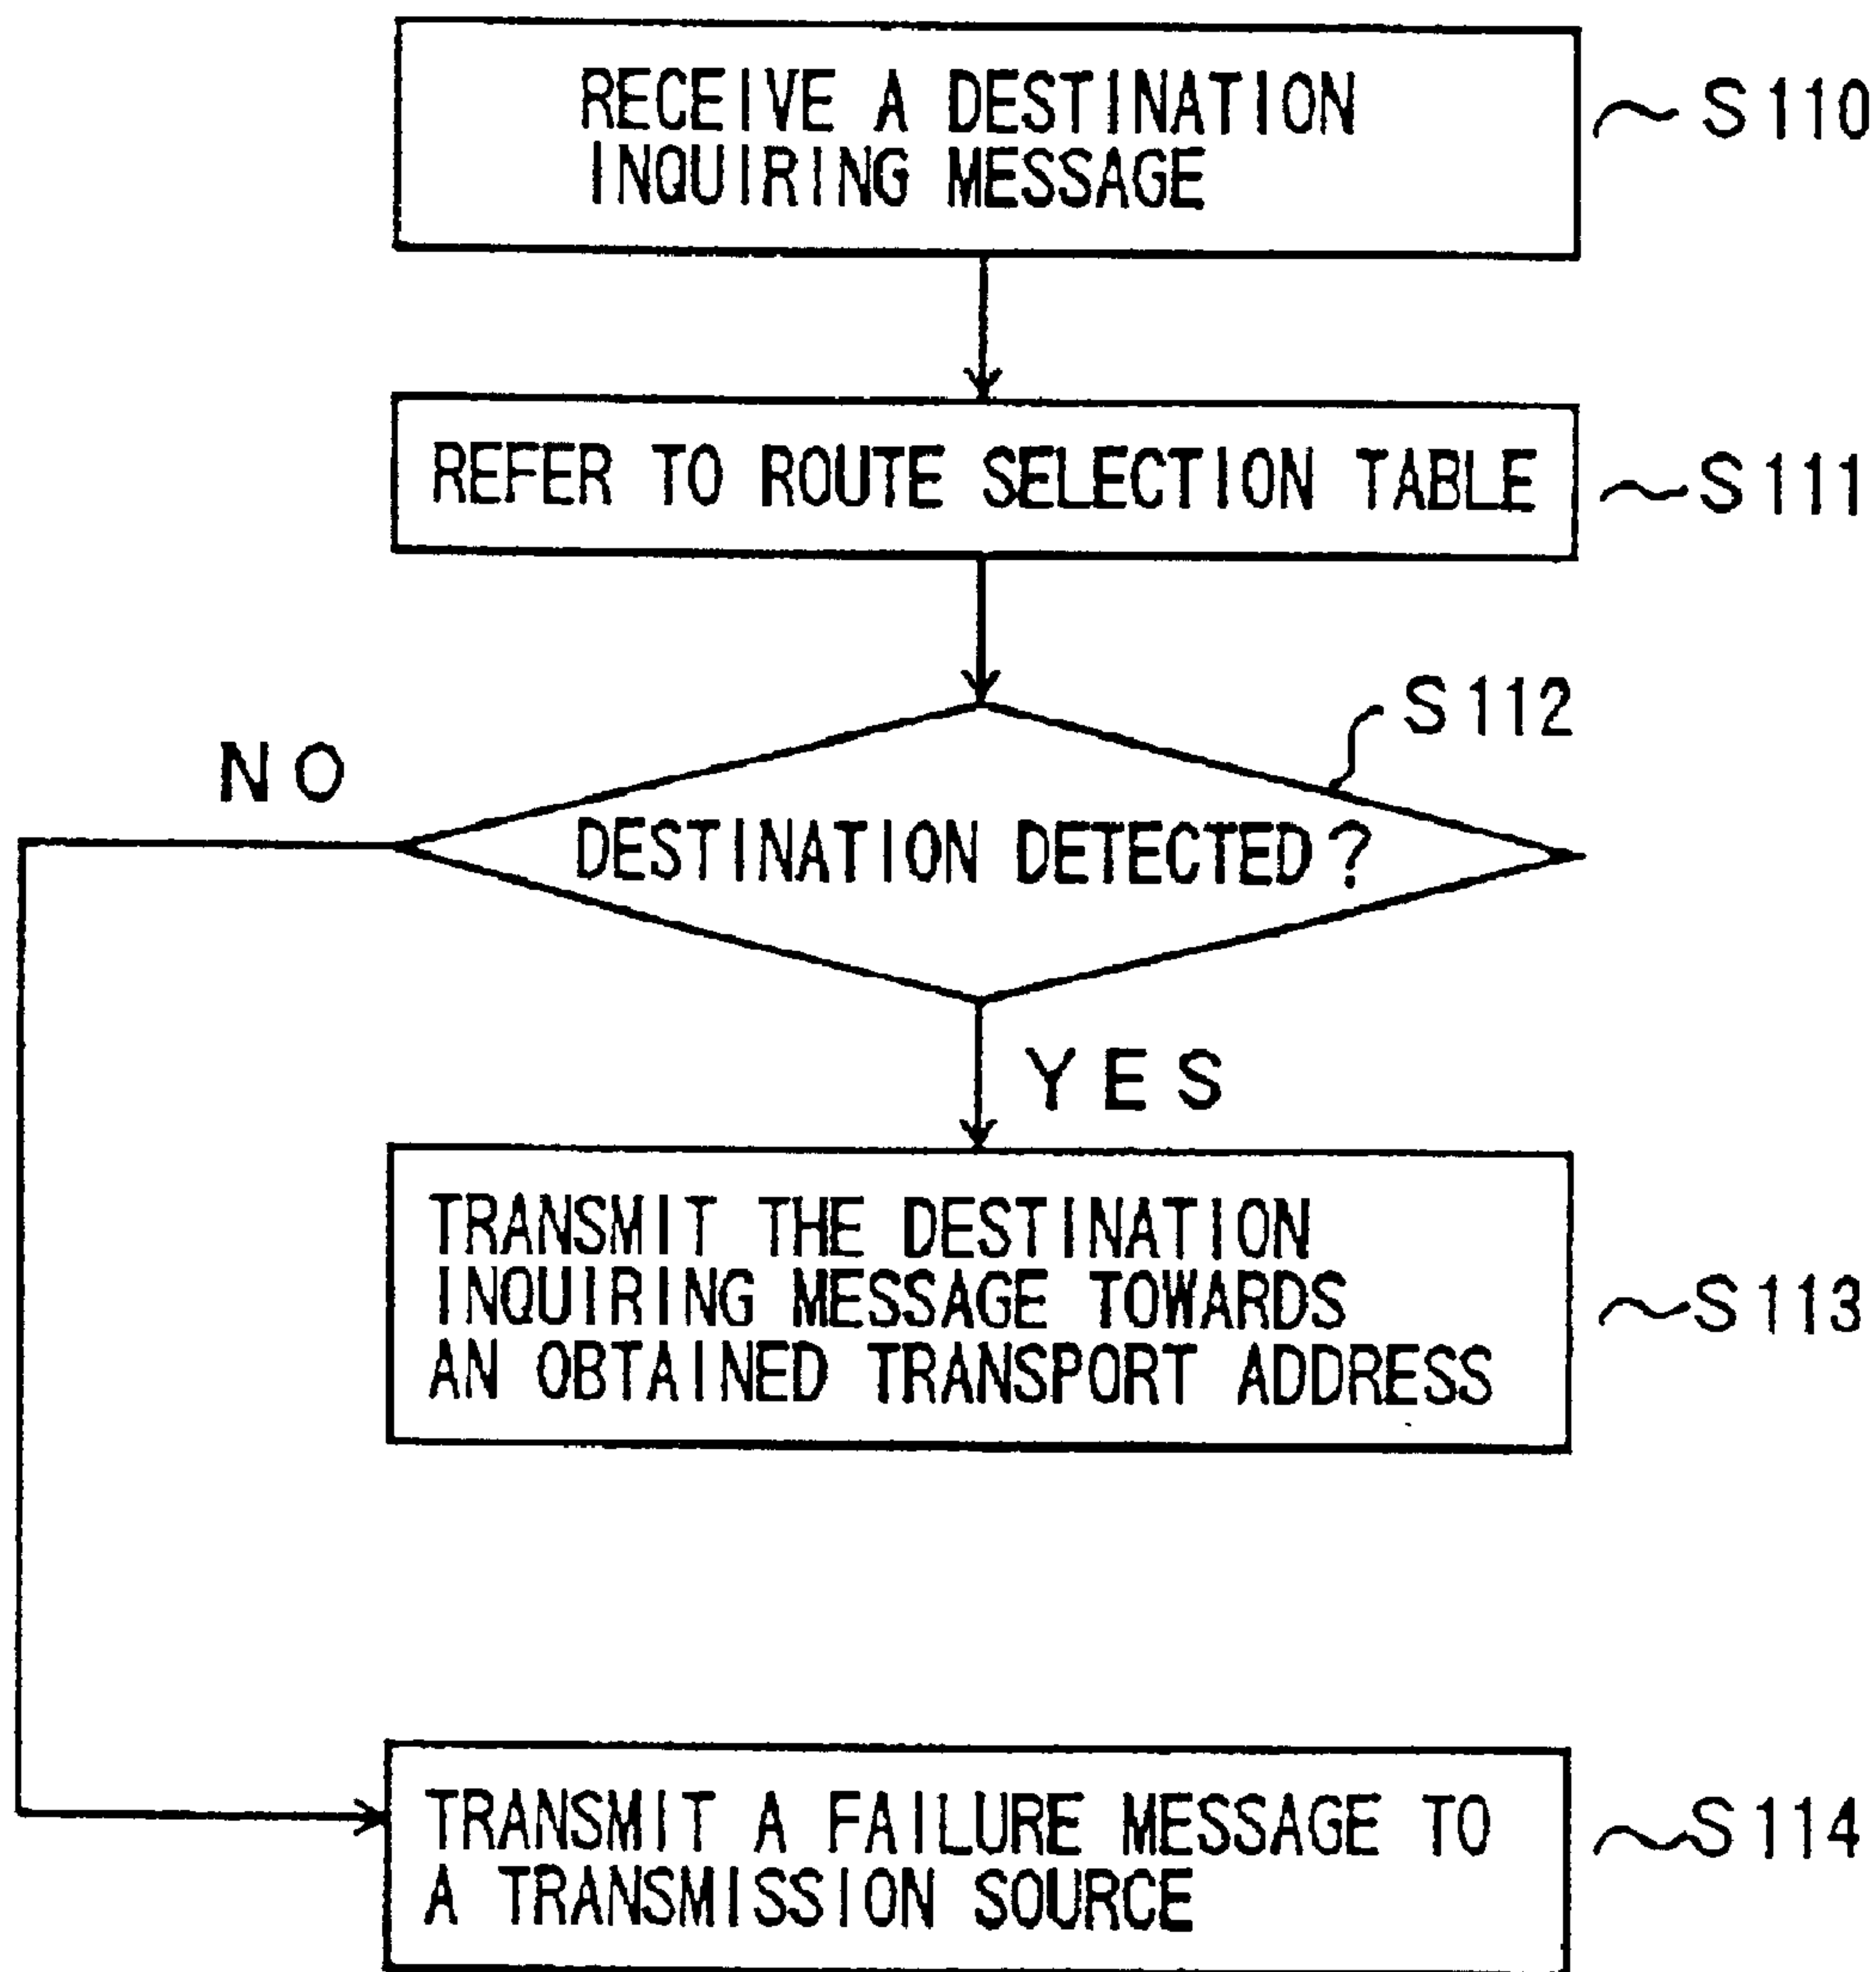 RECEIVE A DESTINATION
INQUIRING MESSAGE
S110
REFER TO ROUTE SELECTION TABLE
S111
S112
NO
DESTINATION DETECTED?
YES
TRANSMIT THE DESTINATION
INQUIRING MESSAGE TOWARDS
AN OBTAINED TRANSPORT ADDRESS
S113
TRANSMIT A FAILURE MESSAGE TO
A TRANSMISSION SOURCE
S114